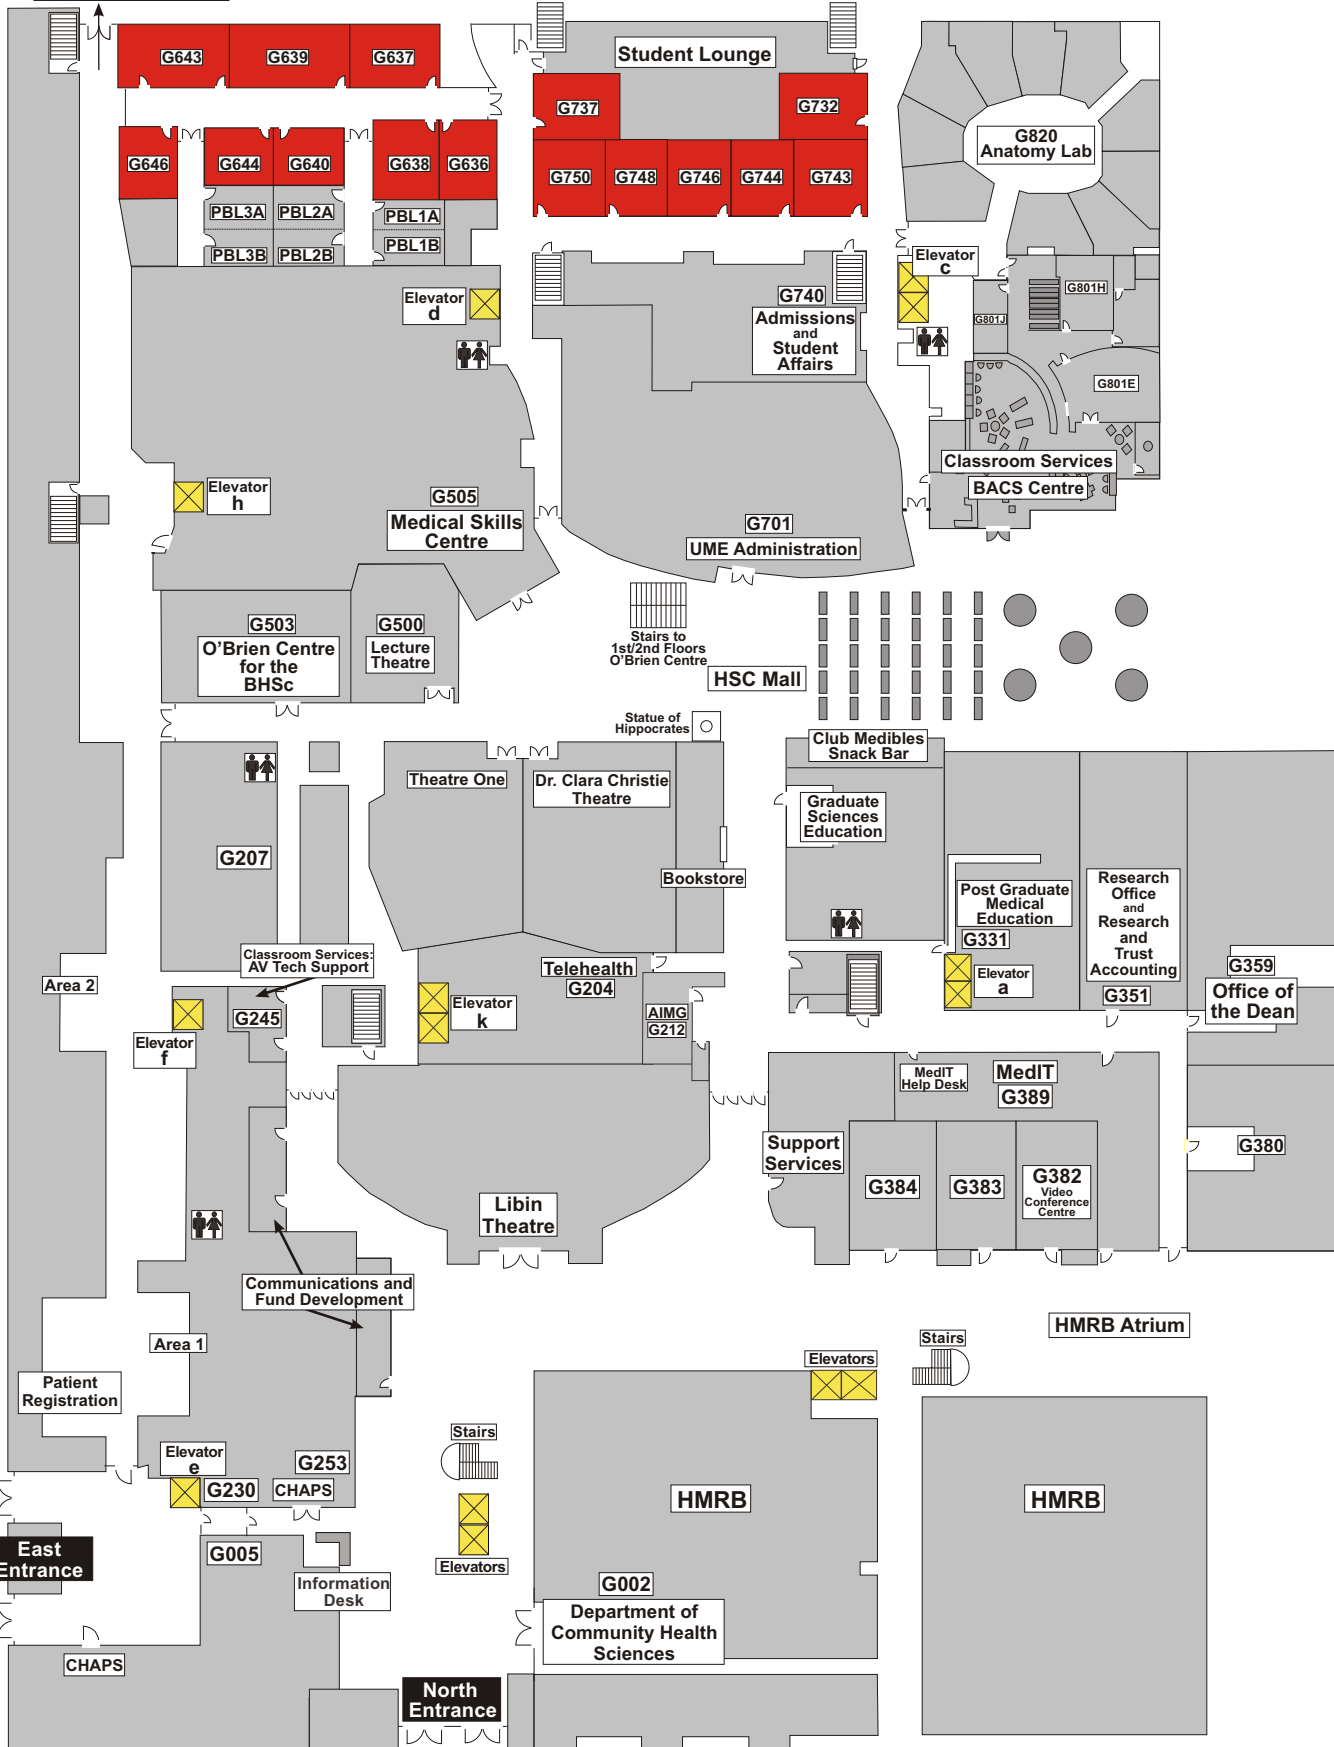 Student Lounge
G643
G639
G637
G737
G732
G820
Anatomy Lab
G646
G644
G640
G638
G636
G750
G748
G746
G744
G743
PBL3A
PBL2A
PBL1A
PBL3B
PBL2B
PBL1B
Elevator
c
G801H
Elevator
d
G740
Admissions
and
Student
Affairs
G801J
G801E
Classroom Services
BACS Centre
Elevator
h
G505
Medical Skills
Centre
G701
UME Administration
G503
O'Brien Centre
for the
BHSc
G500
Lecture
Theatre
Stairs to
1st/2nd Floors
O'Brien Centre
HSC Mall
Statue of
Hippocrates
Club Medibles
Snack Bar
Theatre One
Dr. Clara Christie
Theatre
Graduate
Sciences
Education
G207
Bookstore
Post Graduate
Medical
Education
G331
Research
Office
and
Research
and
Trust
Accounting
G351
Classroom Services:
AV Tech Support
Telehealth
G204
Elevator
a
G359
Office of
the Dean
Area 2
G245
Elevator
k
AIMG
G212
Elevator
f
MedIT
Help Desk
MedIT
G389
Support
Services
G384
G383
G382
Video
Conference
Centre
G380
Libin
Theatre
Communications and
Fund Development
HMRB Atrium
Area 1
Stairs
Elevators
Patient
Registration
Stairs
Elevator
e
G253
G230
CHAPS
HMRB
HMRB
East
Entrance
G005
Elevators
Information
Desk
G002
Department of
Community Health
Sciences
CHAPS
North
Entrance